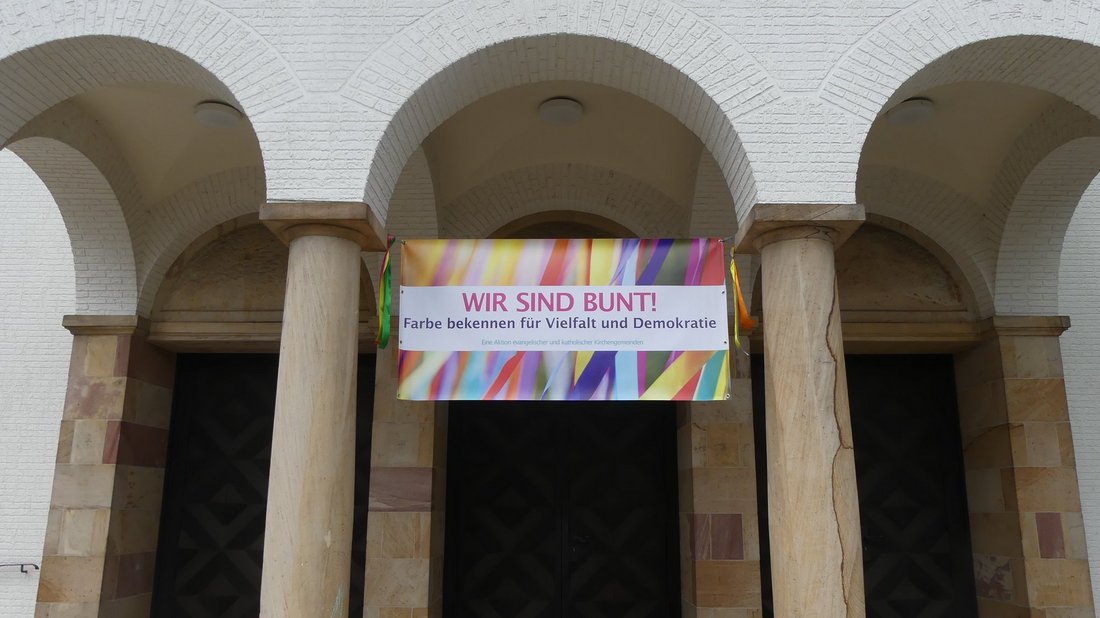 WIR SIND BUNT!
Farbe bekennen für Vielfalt und Demokratie
Eine Aktion evangelischer und katholischer Kirchengemeinden